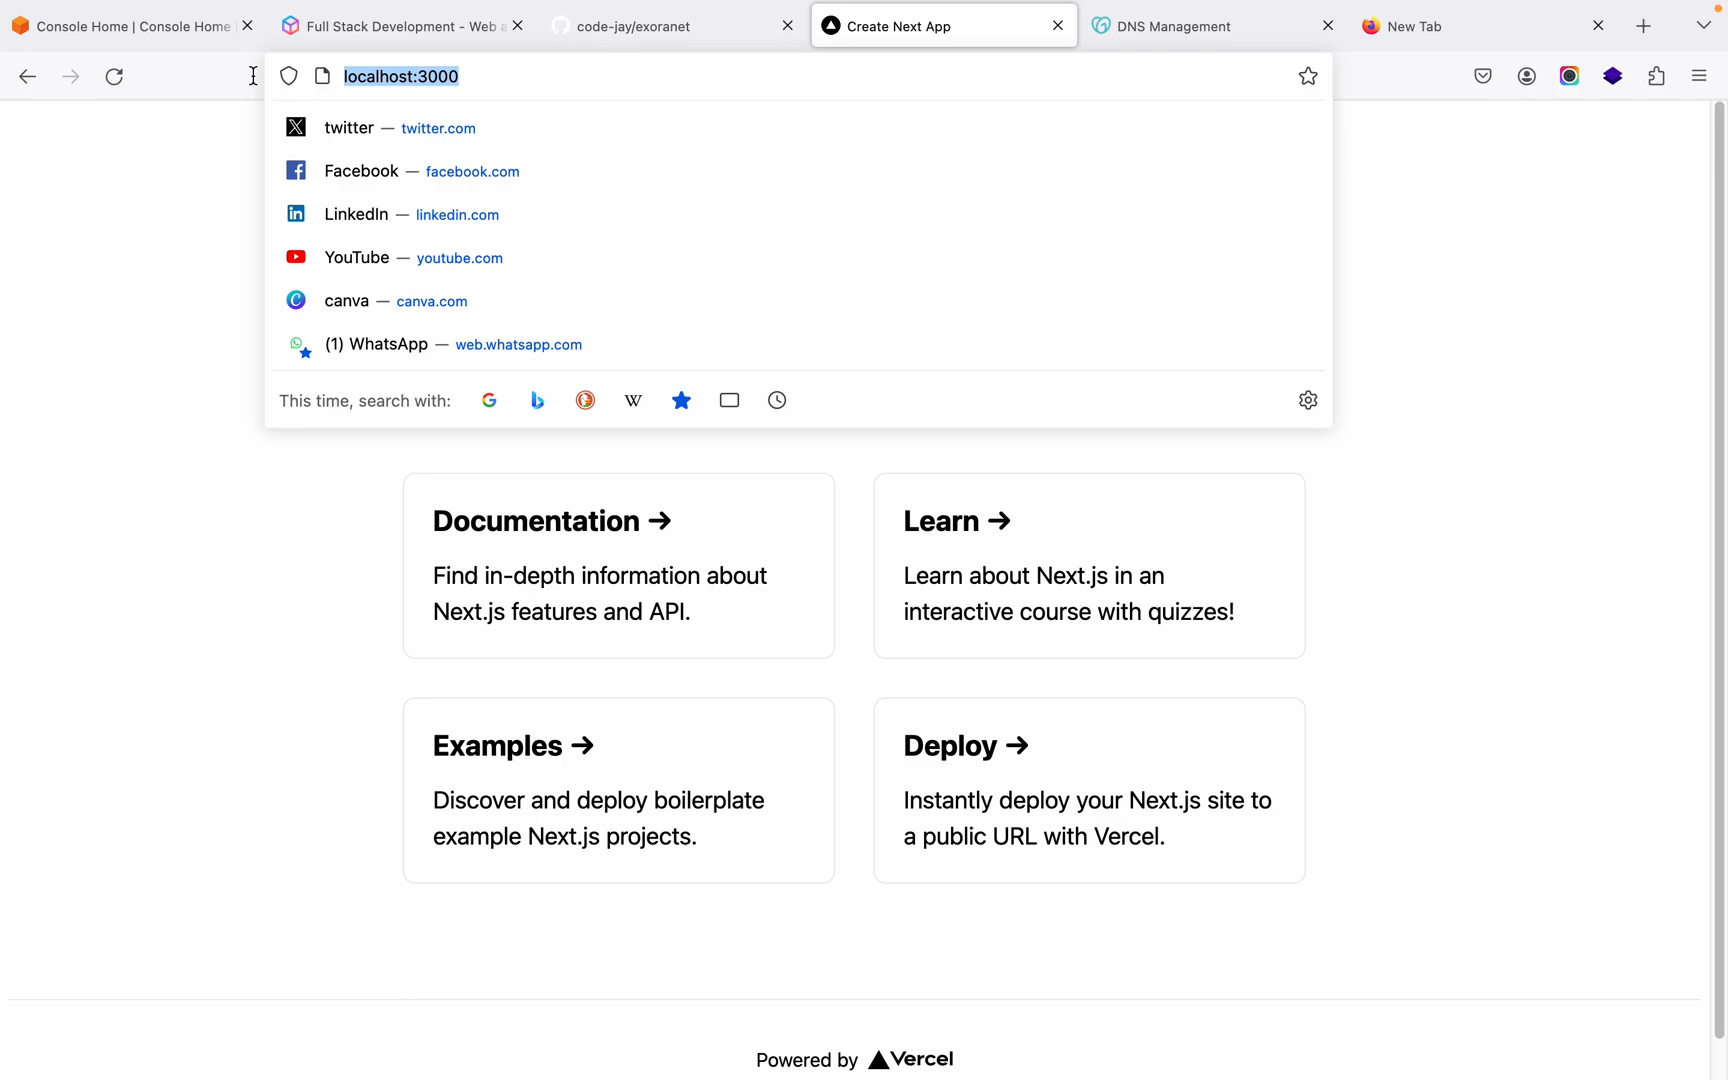 Console Home | Console Home
Full Stack Development - Web a
code-jay/exoranet
Create Next App
DNS Management
New Tab
localhost:3000
twitter — twitter.com
Facebook — facebook.com
LinkedIn — linkedin.com
YouTube — youtube.com
canva — canva.com
(1) WhatsApp — web.whatsapp.com
This time, search with:
Documentation →
Find in-depth information about
Next.js features and API.
Learn →
Learn about Next.js in an
interactive course with quizzes!
Examples →
Discover and deploy boilerplate
example Next.js projects.
Deploy →
Instantly deploy your Next.js site to
a public URL with Vercel.
Powered by Vercel